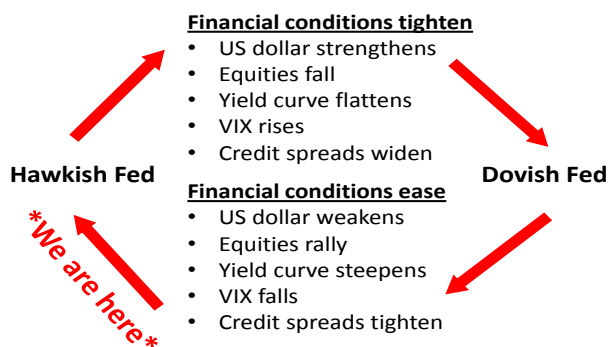 Financial conditions tighten
• US dollar strengthens
• Equities fall
• Yield curve flattens
• VIX rises
• Credit spreads widen
Hawkish Fed
Dovish Fed
Financial conditions ease
• US dollar weakens
• Equities rally
• Yield curve steepens
• VIX falls
• Credit spreads tighten
*We are here*